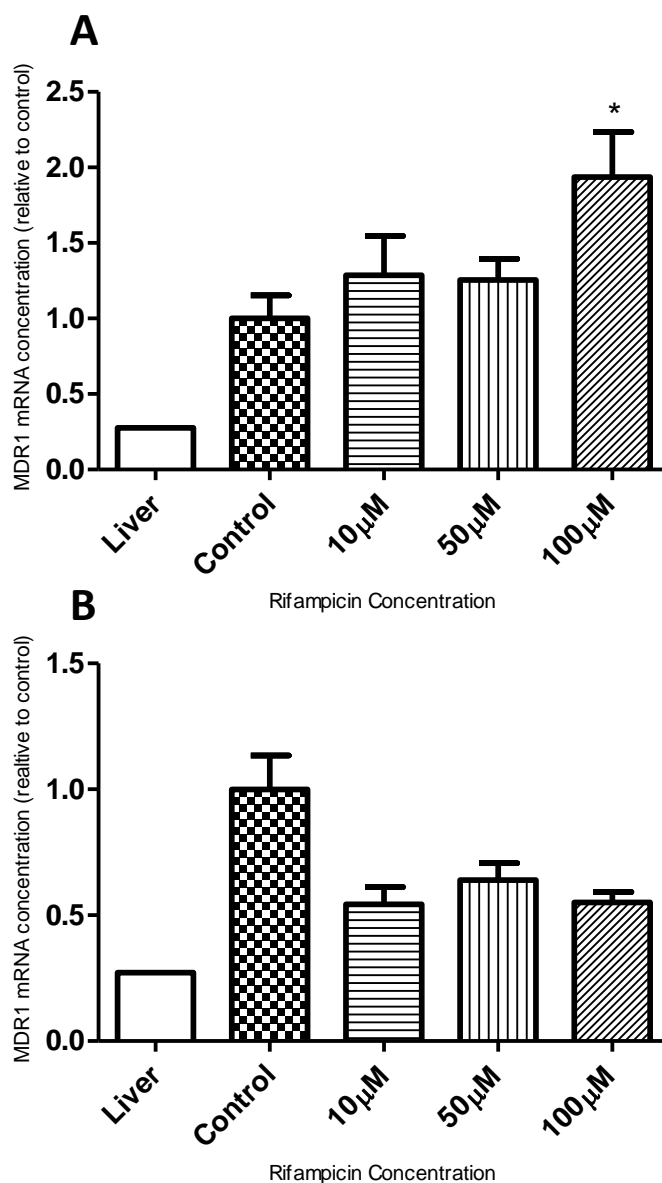 A
MDR1 mRNA concentration (relative to control)
2.5
2.0
1.5
1.0
0.5
0.0
*
Liver
Control
10µM
50µM
100µM
Rifampicin Concentration
B
MDR1 mRNA concentration (realtive to control)
1.5
1.0
0.5
0.0
Liver
Control
10µM
50µM
100µM
Rifampicin Concentration